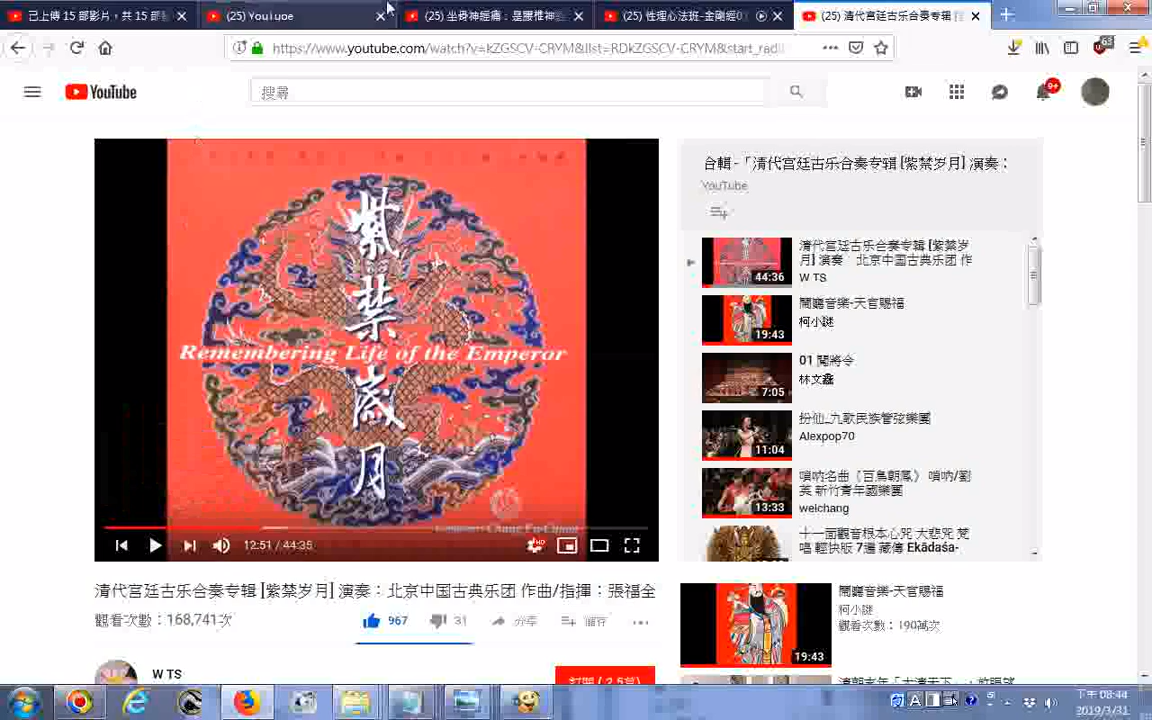 已上傳 15 部影片，共 15 部
(25) YouTube
(25) 坐骨神經痛：是腰椎神
(25) 性理心法班-金剛經0
(25) 清代宮廷古乐合奏专辑
https://www.youtube.com/watch?v=kZGSCV-CRYM&list=RDkZGSCV-CRYM&start_radi
63
YouTube
搜尋
9+
紫禁岁月
Remembering Life of the Emperor
12:51 / 44:35
HD
清代宫廷古乐合奏专辑 [紫禁岁月] 演奏：北京中国古典乐团 作曲/指揮：張福全
觀看次數：168,741次
967
31
分享
儲存
W TS
合輯 -「清代宫廷古乐合奏专辑 [紫禁岁月] 演奏：
YouTube
清代宫廷古乐合奏专辑 [紫禁岁
月] 演奏：北京中国古典乐团 作
W TS
44:36
鬧廳音樂-天官賜福
柯小謎
19:43
01 聞將令
林文鑫
7:05
扮仙_九歌民族管弦樂團
Alexpop70
11:04
嗩吶名曲《百鳥朝鳳》 嗩吶/劉
英 新竹青年國樂團
weichang
13:33
十一面觀音根本心咒 大悲咒 梵
唱 輕快版 7遍 藏傳 Ekādaśa-
鬧廳音樂-天官賜福
柯小謎
觀看次數：190萬次
19:43
下午 08:44
2019/3/31